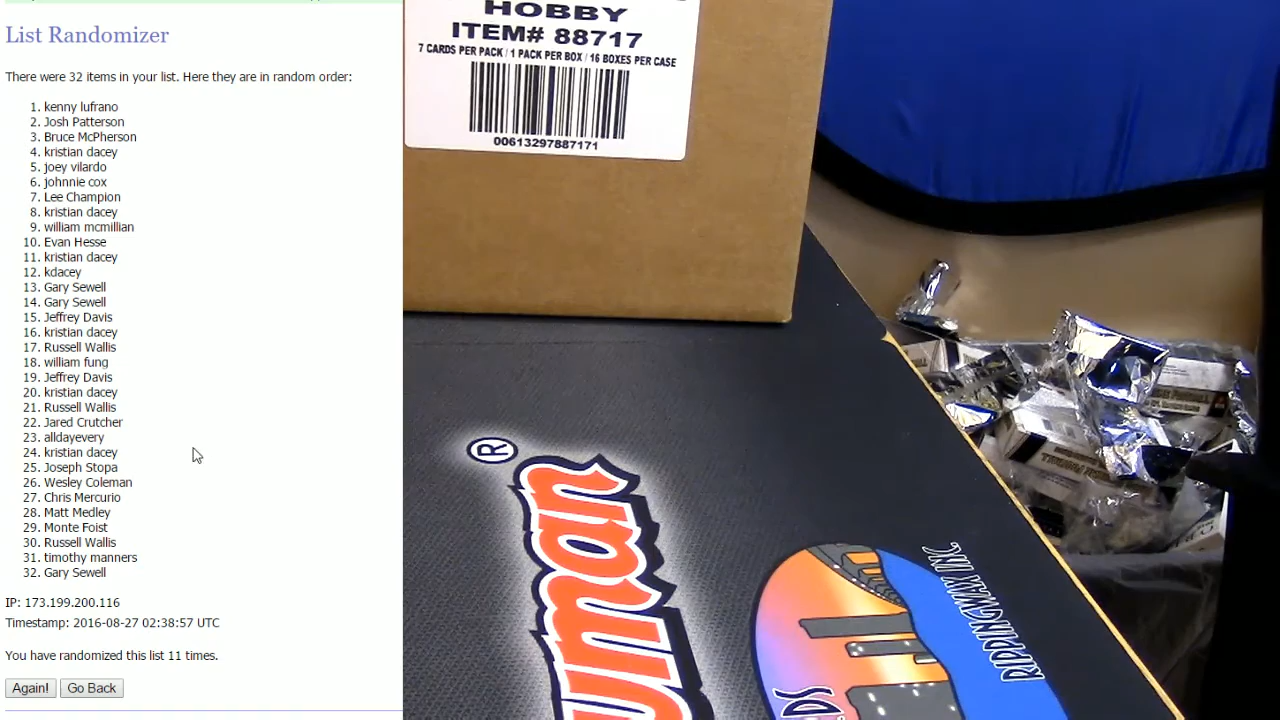 List Randomizer
There were 32 items in your list. Here they are in random order:
1. kenny lufrano
2. Josh Patterson
3. Bruce McPherson
4. kristian dacey
5. joey vilardo
6. johnnie cox
7. Lee Champion
8. kristian dacey
9. william mcmillian
10. Evan Hesse
11. kristian dacey
12. kdacey
13. Gary Sewell
14. Gary Sewell
15. Jeffrey Davis
16. kristian dacey
17. Russell Wallis
18. william fung
19. Jeffrey Davis
20. kristian dacey
21. Russell Wallis
22. Jared Crutcher
23. alldayevery
24. kristian dacey
25. Joseph Stopa
26. Wesley Coleman
27. Chris Mercurio
28. Matt Medley
29. Monte Foist
30. Russell Wallis
31. timothy manners
32. Gary Sewell
IP: 173.199.200.116
Timestamp: 2016-08-27 02:38:57 UTC
You have randomized this list 11 times.
Again! Go Back
HOBBY
ITEM# 88717
7 CARDS PER PACK / 1 PACK PER BOX / 16 BOXES PER CASE
00613297887171
uman ®
RIPPINGWAX INC.